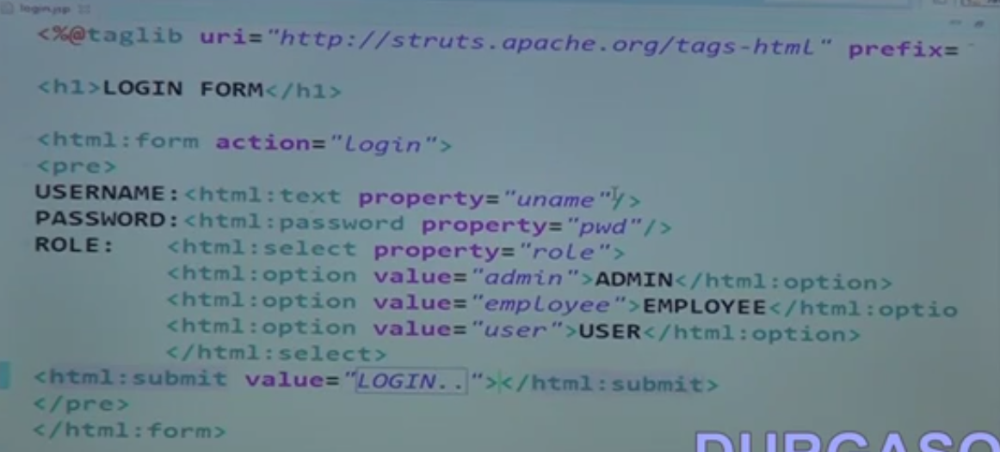 login.jsp
<%@taglib uri="http://struts.apache.org/tags-html" prefix=
<h1>LOGIN FORM</h1>
<html:form action="login">
<pre>
USERNAME:<html:text property="uname"/>
PASSWORD:<html:password property="pwd"/>
ROLE:    <html:select property="role">
         <html:option value="admin">ADMIN</html:option>
         <html:option value="employee">EMPLOYEE</html:optio
         <html:option value="user">USER</html:option>
         </html:select>
<html:submit value="LOGIN..."></html:submit>
</pre>
</html:form>
DURGASO